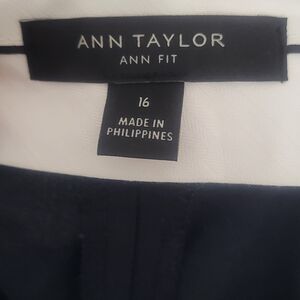 ANN TAYLOR
ANN FIT
16
MADE IN
PHILIPPINES